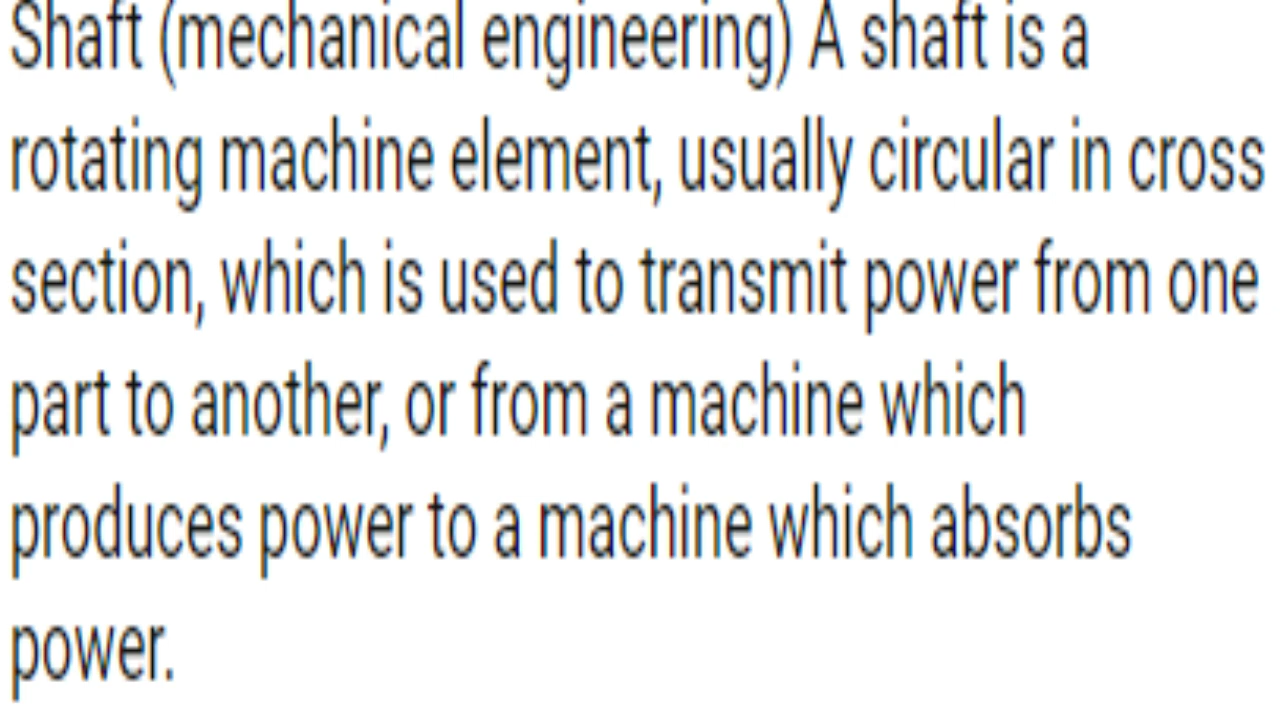 Shaft (mechanical engineering) A shaft is a
rotating machine element, usually circular in cross
section, which is used to transmit power from one
part to another, or from a machine which
produces power to a machine which absorbs
power.